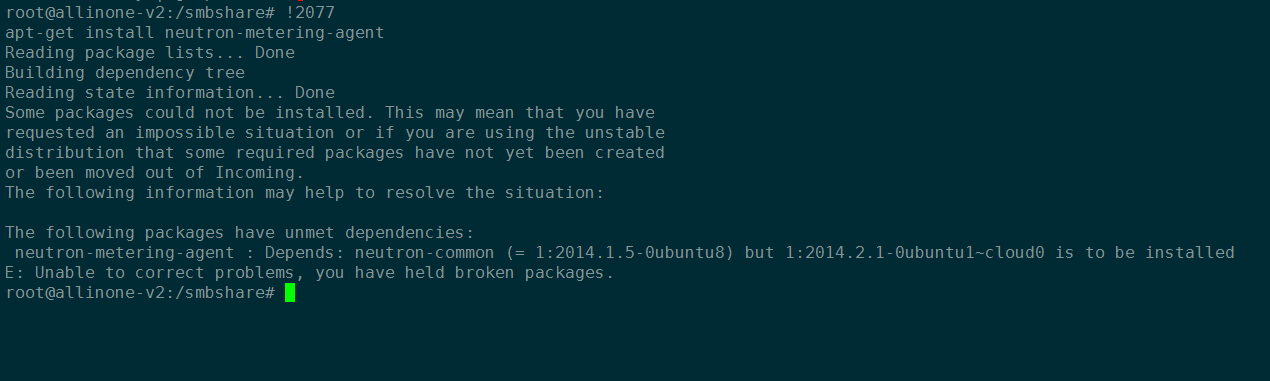 root@allinone-v2:/smbshare# !2077
apt-get install neutron-metering-agent
Reading package lists... Done
Building dependency tree
Reading state information... Done
Some packages could not be installed. This may mean that you have
requested an impossible situation or if you are using the unstable
distribution that some required packages have not yet been created
or been moved out of Incoming.
The following information may help to resolve the situation:

The following packages have unmet dependencies:
 neutron-metering-agent : Depends: neutron-common (= 1:2014.1.5-0ubuntu8) but 1:2014.2.1-0ubuntu1~cloud0 is to be installed
E: Unable to correct problems, you have held broken packages.
root@allinone-v2:/smbshare#